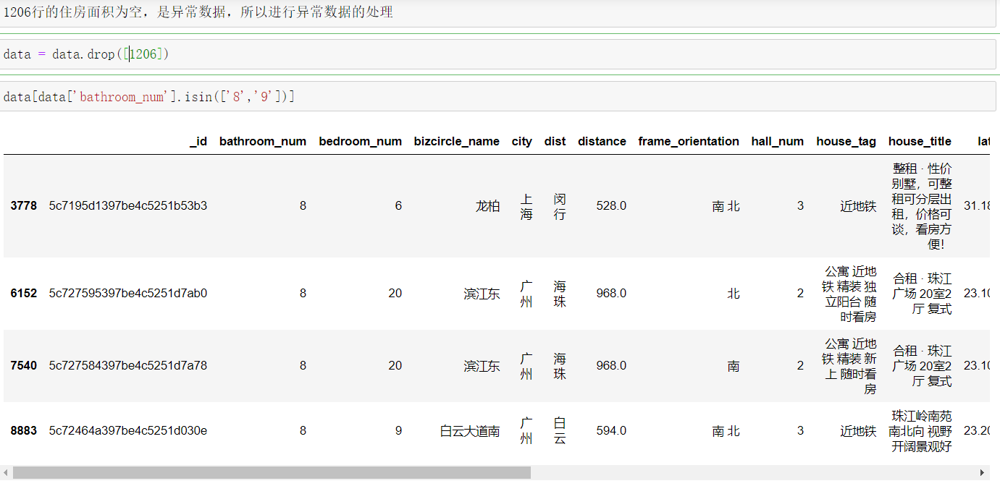 1206行的住房面积为空，是异常数据，所以进行异常数据的处理
data = data.drop([1206])
data[data['bathroom_num'].isin(['8','9'])]
_id bathroom_num bedroom_num bizcircle_name city dist distance frame_orientation hall_num house_tag house_title lat
3778 5c7195d1397be4c5251b53b3 8 6 龙柏 上海 闵行 528.0 南 北 3 近地铁 整租 · 性价
别墅，可整
租可分层出
租，价格可
谈，看房方
便!
31.18
6152 5c727595397be4c5251d7ab0 8 20 滨江东 广州 海珠 968.0 北 2 公寓 近地
铁 精装 独
立阳台 随
时看房
合租 · 珠江
广场 20室2
厅 复式
23.10
7540 5c727584397be4c5251d7a78 8 20 滨江东 广州 海珠 968.0 南 2 公寓 近地
铁 精装 新
上 随时看
房
合租 · 珠江
广场 20室2
厅 复式
23.10
8883 5c72464a397be4c5251d030e 8 9 白云大道南 广州 白云 594.0 南 北 3 近地铁 珠江岭南苑
南北向 视野
开阔景观好
23.20